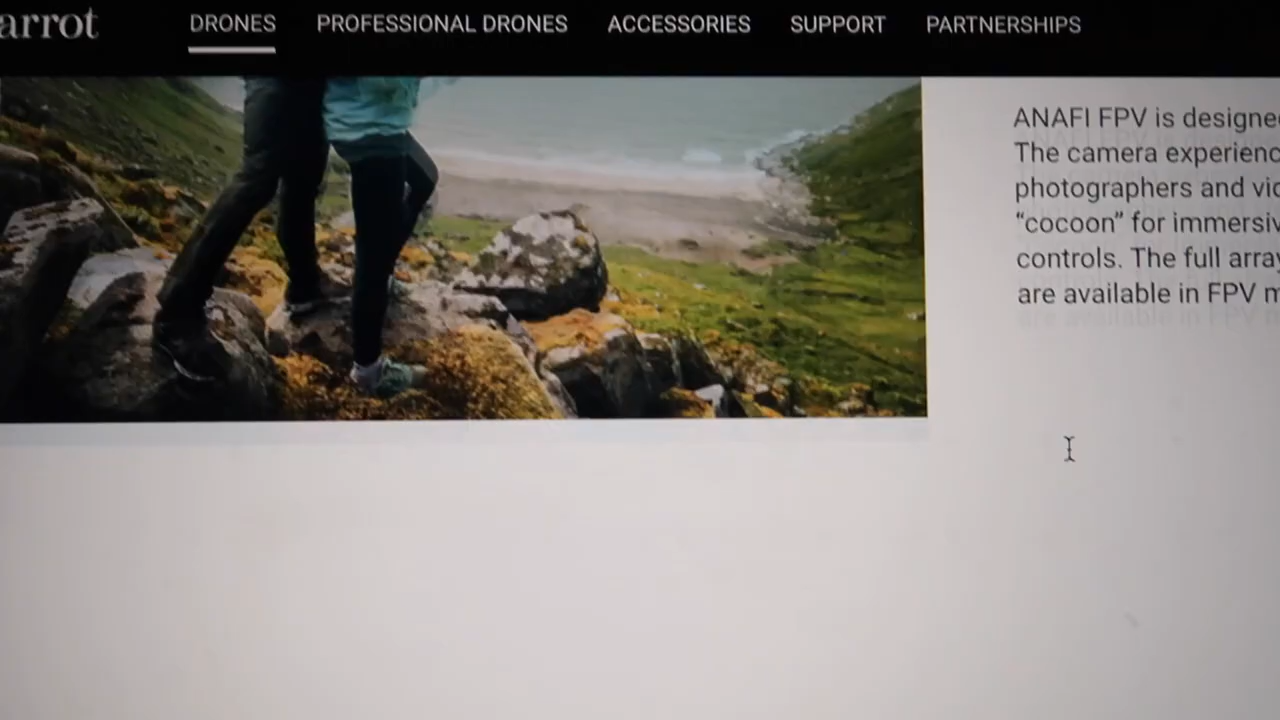 arrot DRONES PROFESSIONAL DRONES ACCESSORIES SUPPORT PARTNERSHIPS
ANAFI FPV is designe
The camera experienc
photographers and vic
“cocoon” for immersiv
controls. The full array
are available in FPV m